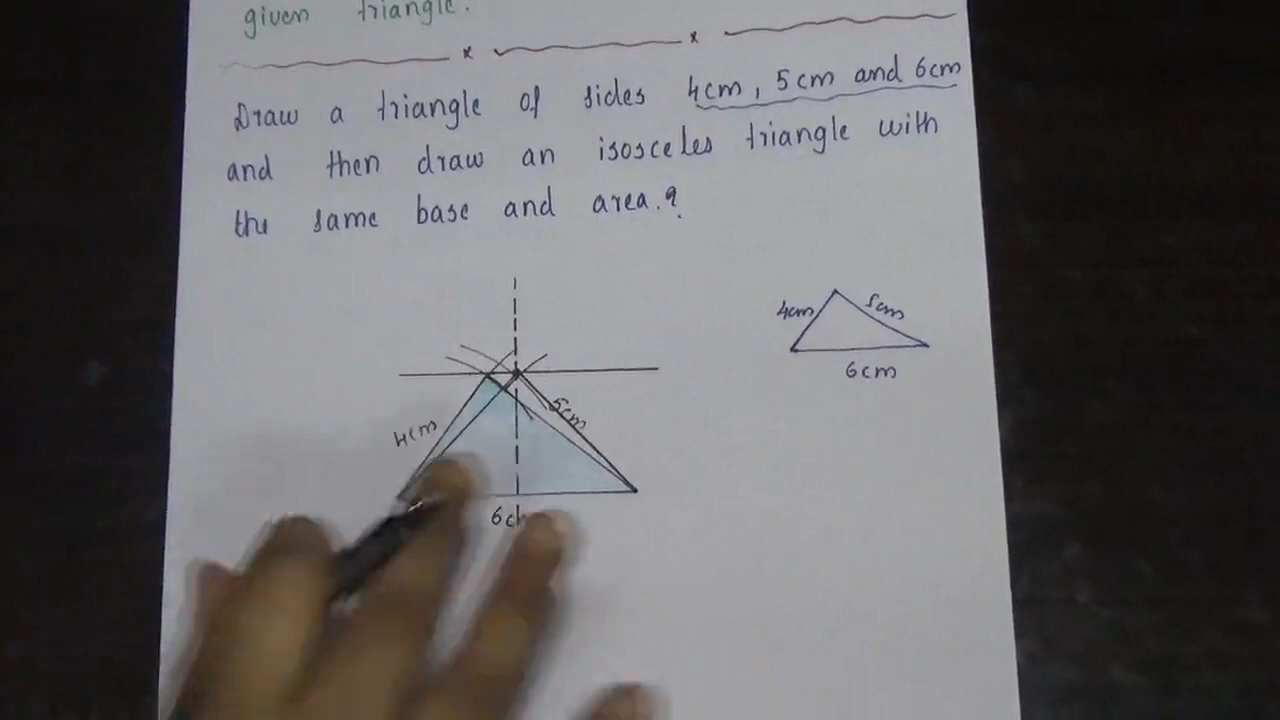 given triangle.
Draw a triangle of sides 4cm, 5cm and 6cm
and then draw an isosceles triangle with
the same base and area.?
4cm
5cm
4cm
5cm
6cm